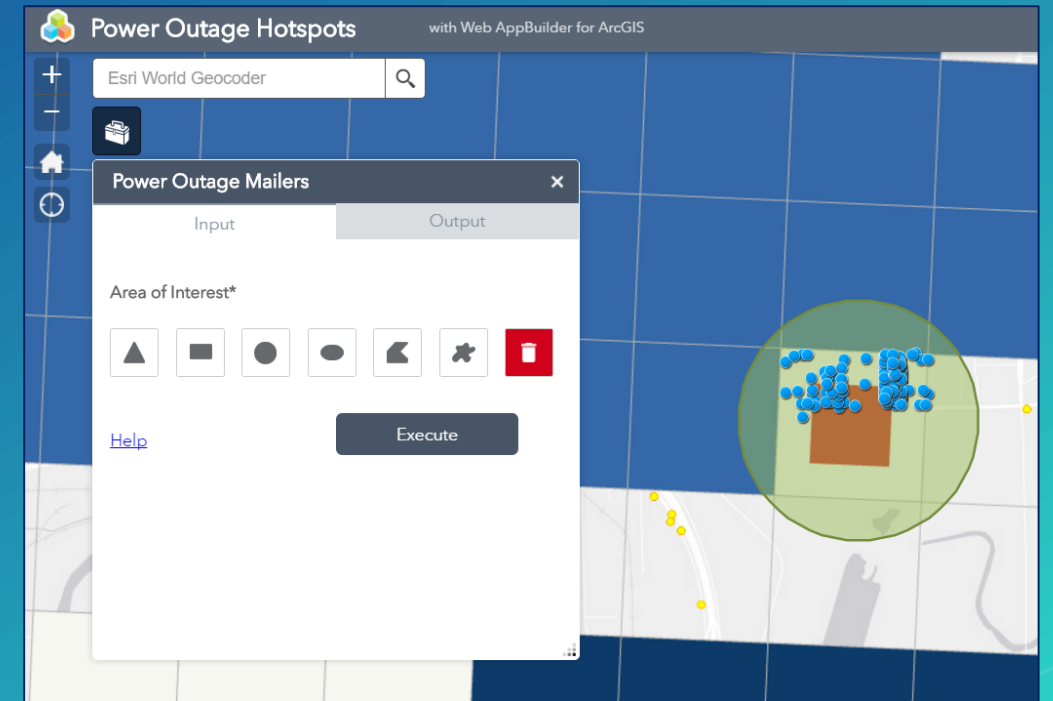 Power Outage Hotspots with Web AppBuilder for ArcGIS
+
Esri World Geocoder
−
Power Outage Mailers ×
Input Output
Area of Interest*
Help Execute